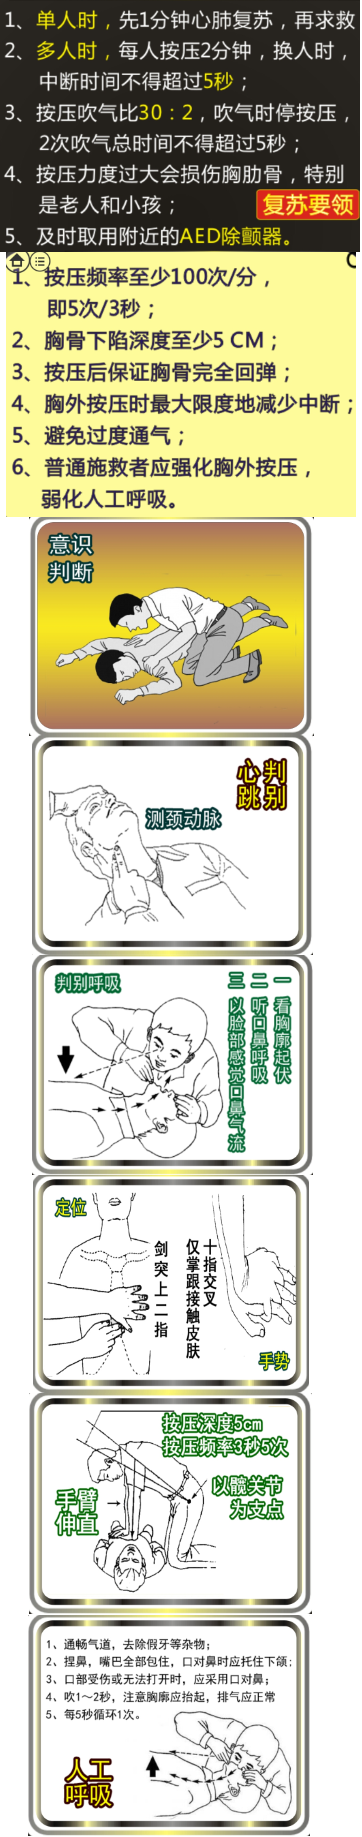 1、单人时，先1分钟心肺复苏，再求救
2、多人时，每人按压2分钟，换人时，
中断时间不得超过5秒；
3、按压吹气比30：2，吹气时停按压，
2次吹气总时间不得超过5秒；
4、按压力度过大会损伤胸肋骨，特别
是老人和小孩；
复苏要领
5、及时取用附近的AED除颤器。
1、按压频率至少100次/分，
即5次/3秒；
2、胸骨下陷深度至少5 CM；
3、按压后保证胸骨完全回弹；
4、胸外按压时最大限度地减少中断；
5、避免过度通气；
6、普通施救者应强化胸外按压，
弱化人工呼吸。
意识
判断
心判
跳别
测颈动脉
判别呼吸
一 看胸廓起伏
二 听口鼻呼吸
三 以脸部感觉口鼻气流
定位
剑突上二指
十指交叉
仅掌跟接触皮肤
手势
按压深度5cm
按压频率3秒5次
手臂
伸直
以髋关节
为支点
1、通畅气道，去除假牙等杂物；
2、捏鼻，嘴巴全部包住，口对鼻时应托住下颌；
3、口部受伤或无法打开时，应采用口对鼻；
4、吹1～2秒，注意胸廓应抬起，排气应正常
5、每5秒循环1次。
人工
呼吸